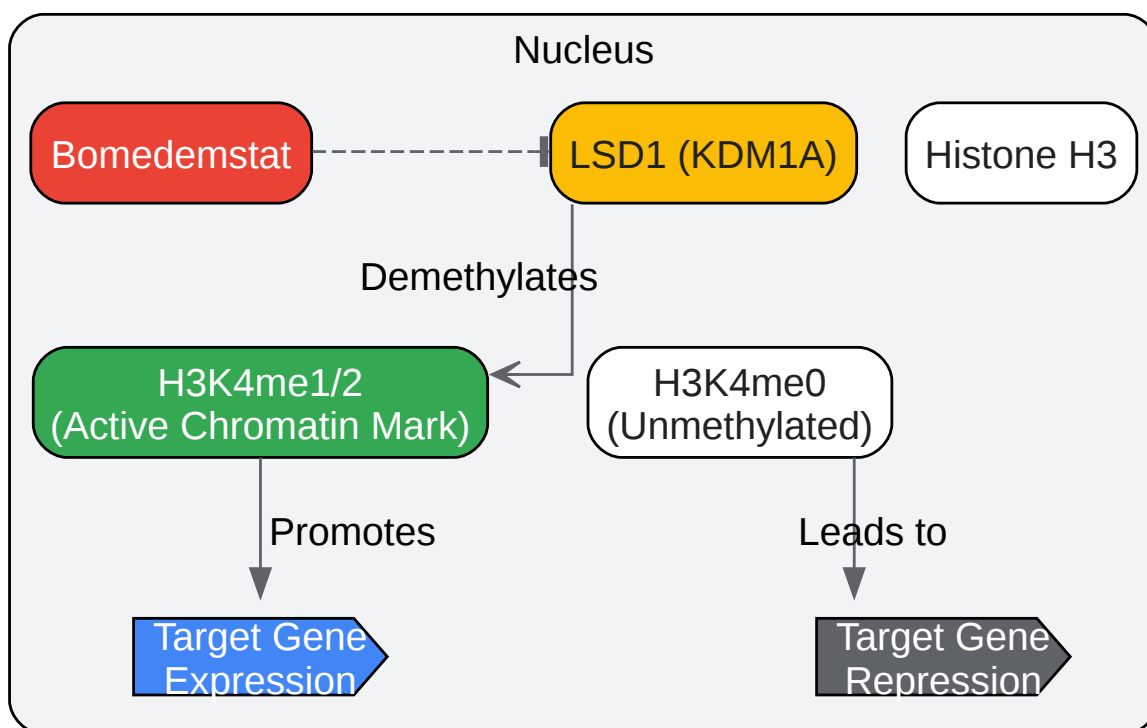 Nucleus
Bomedemstat
LSD1 (KDM1A)
Histone H3
Demethylates
H3K4me1/2
(Active Chromatin Mark)
H3K4me0
(Unmethylated)
Promotes
Leads to
Target Gene
Expression
Target Gene
Repression